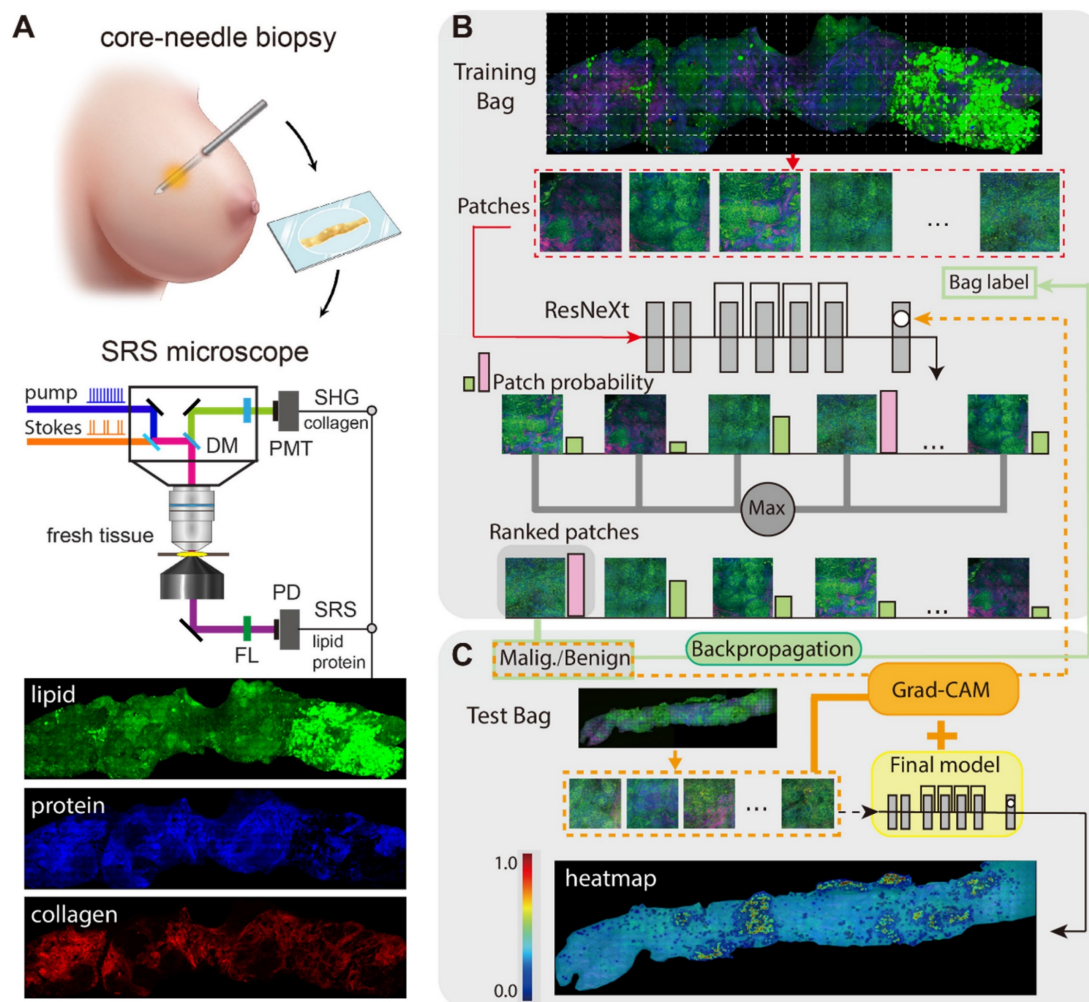 A
core-needle biopsy
SRS microscope
pump
Stokes
DM
PMT
SHG
collagen
fresh tissue
PD
SRS
lipid
protein
FL
lipid
protein
collagen
B
Training
Bag
Patches
...
Bag label
ResNeXt
Patch probability
...
Max
Ranked patches
...
C
Malig./Benign
Backpropagation
Grad-CAM
Test Bag
+
Final model
...
1.0
heatmap
0.0